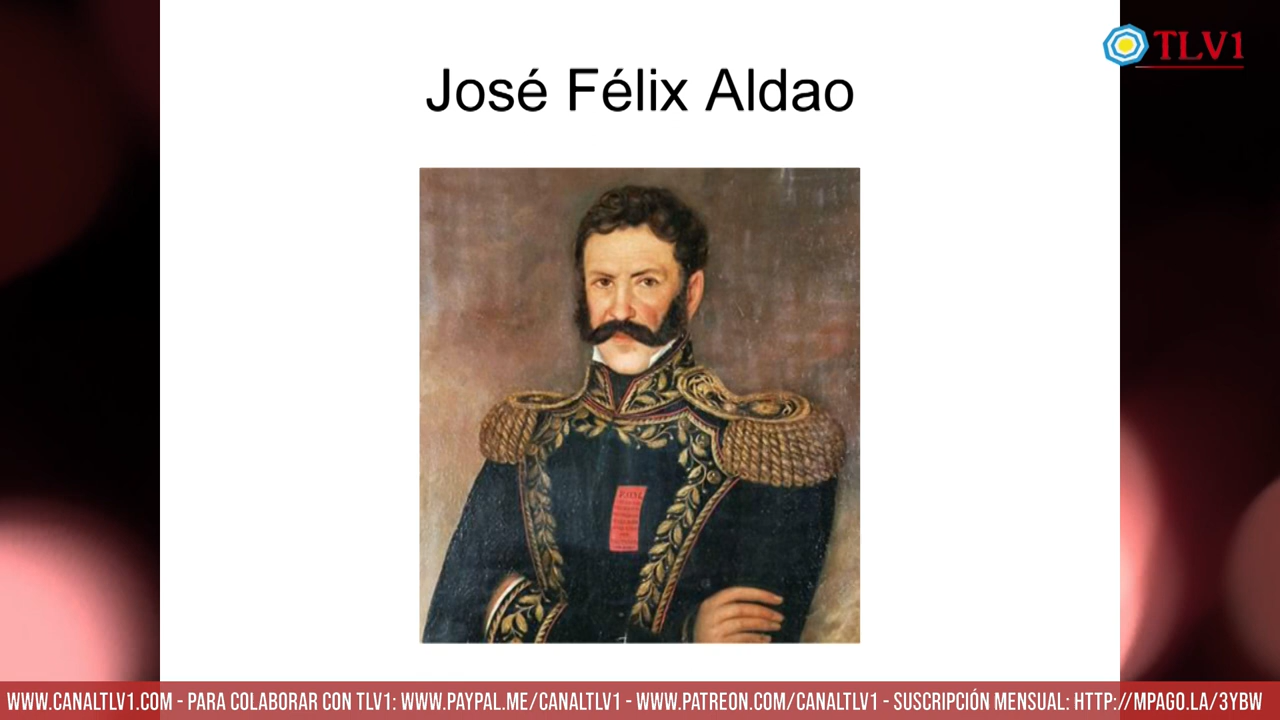 TLV1
José Félix Aldao
WWW.CANALTLV1.COM - PARA COLABORAR CON TLV1: WWW.PAYPAL.ME/CANALTLV1 - WWW.PATREON.COM/CANALTLV1 - SUSCRIPCIÓN MENSUAL: HTTP://MPAGO.LA/3YBW